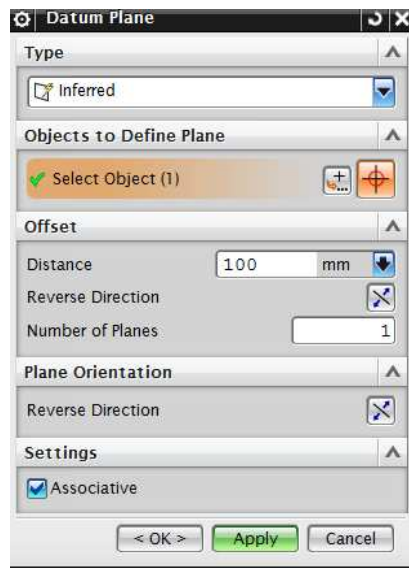 Datum Plane
Type
Inferred
Objects to Define Plane
Select Object (1)
Offset
Distance 100 mm
Reverse Direction
Number of Planes 1
Plane Orientation
Reverse Direction
Settings
Associative
< OK > Apply Cancel